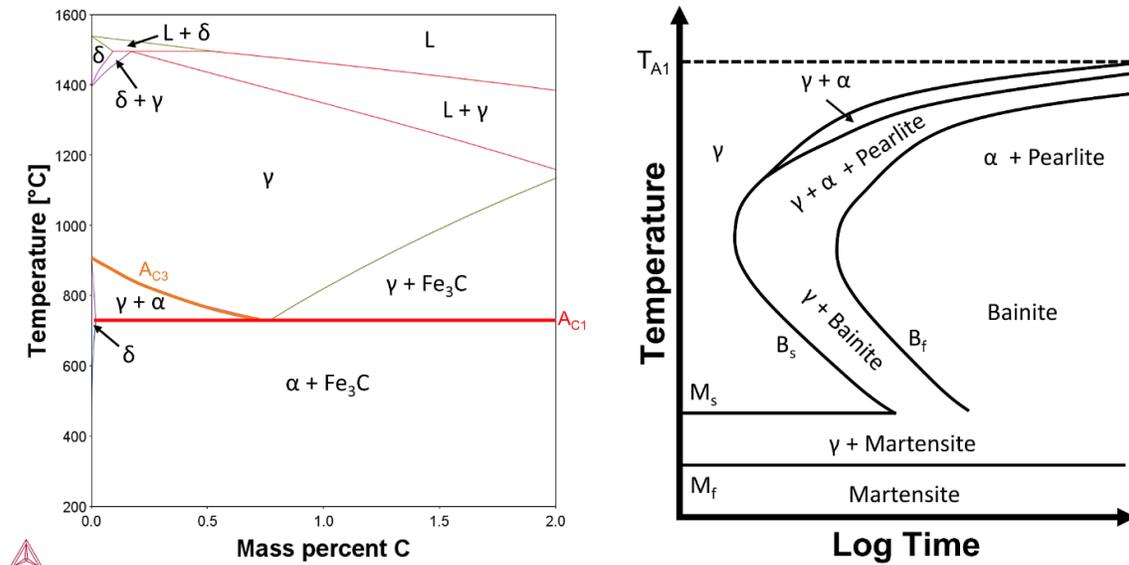 1600
1400
1200
1000
800
600
400
200
0.0
0.5
1.0
1.5
2.0
Temperature [°C]
Mass percent C
L + δ
L
δ
δ + γ
L + γ
γ
A_C3
γ + α
γ + Fe₃C
A_C1
δ
α + Fe₃C
T_A1
γ + α
γ
γ + α + Pearlite
α + Pearlite
γ + Bainite
Bainite
B_s
B_f
M_s
γ + Martensite
M_f
Martensite
Temperature
Log Time